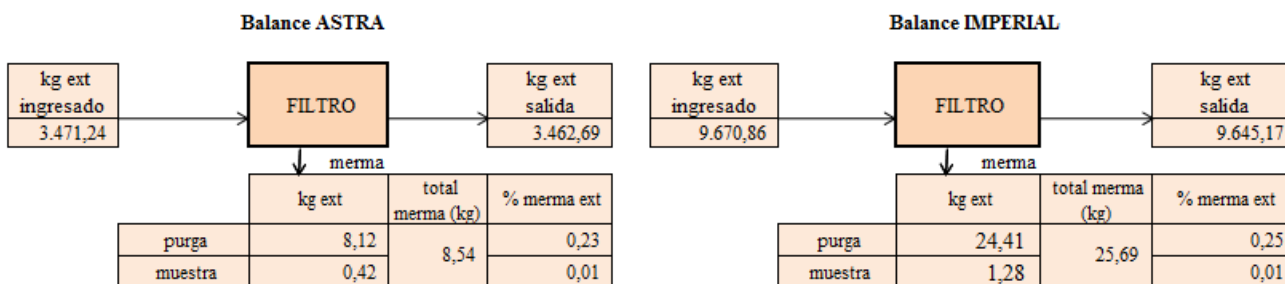 Balance ASTRA
kg ext
ingresado
3.471,24
FILTRO
kg ext
salida
3.462,69
merma
kg ext
total
merma (kg)
% merma ext
purga
8,12
8,54
0,23
muestra
0,42
0,01
Balance IMPERIAL
kg ext
ingresado
9.670,86
FILTRO
kg ext
salida
9.645,17
merma
kg ext
total merma
(kg)
% merma ext
purga
24,41
25,69
0,25
muestra
1,28
0,01